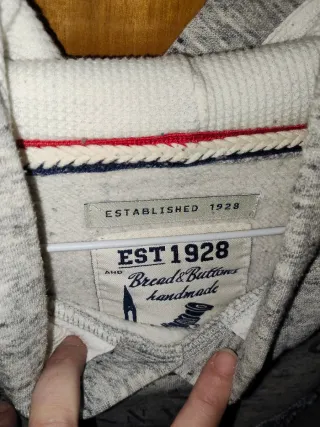 ESTABLISHED 1928
EST 1928
AND Bread & Buttons
handmade